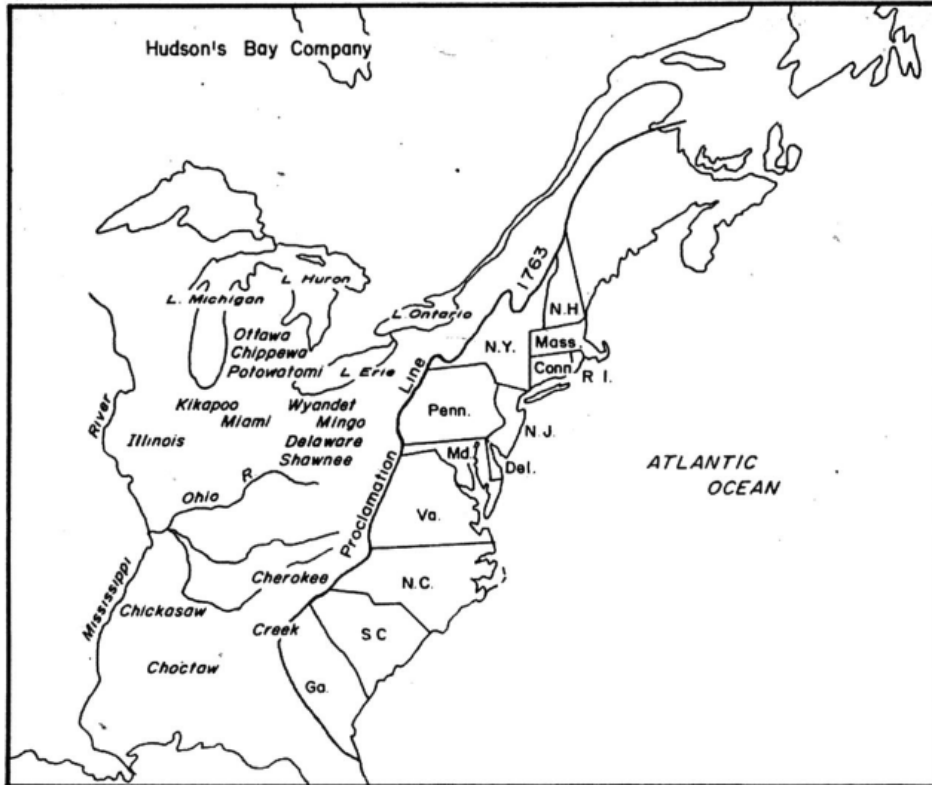 Hudson's Bay Company
1763
L. Huron
L. Michigan
L. Ontario
N.H
Ottawa
Chippewa
Potowatomi
N.Y.
Mass.
Conn.
R I.
L. Erie
Line
Kikapoo
Miami
Wyandet
Mingo
Delaware
Shawnee
Penn.
N.J.
River
Illinois
Md.
Del.
ATLANTIC
OCEAN
Ohio R.
Proclamation
Va.
Cherokee
N.C.
Mississippi
Chickasaw
Creek
S C
Choctaw
Ga.